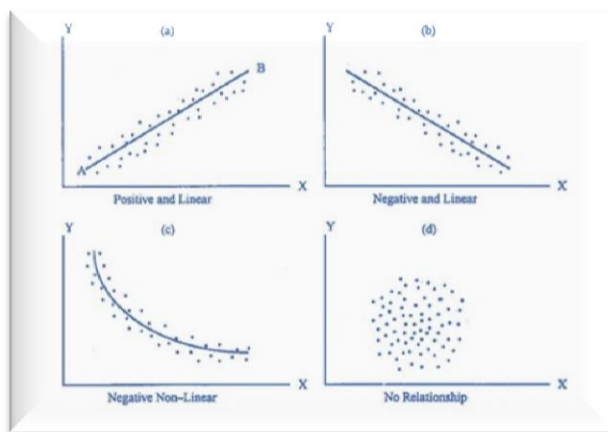 Y (a)
B
A
X
Positive and Linear
Y (b)
X
Negative and Linear
Y (c)
X
Negative Non-Linear
Y (d)
X
No Relationship